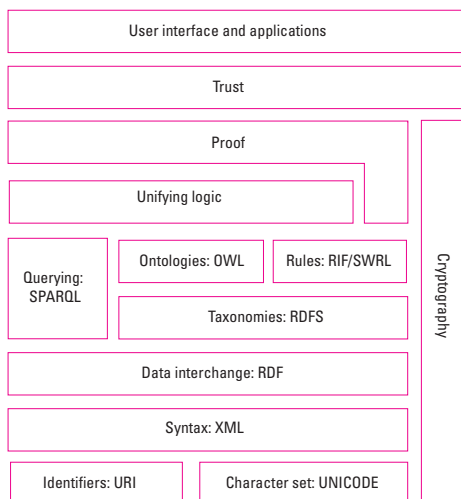 User interface and applications
Trust
Proof
Unifying logic
Querying:
SPARQL
Ontologies: OWL
Rules: RIF/SWRL
Taxonomies: RDFS
Cryptography
Data interchange: RDF
Syntax: XML
Identifiers: URI
Character set: UNICODE